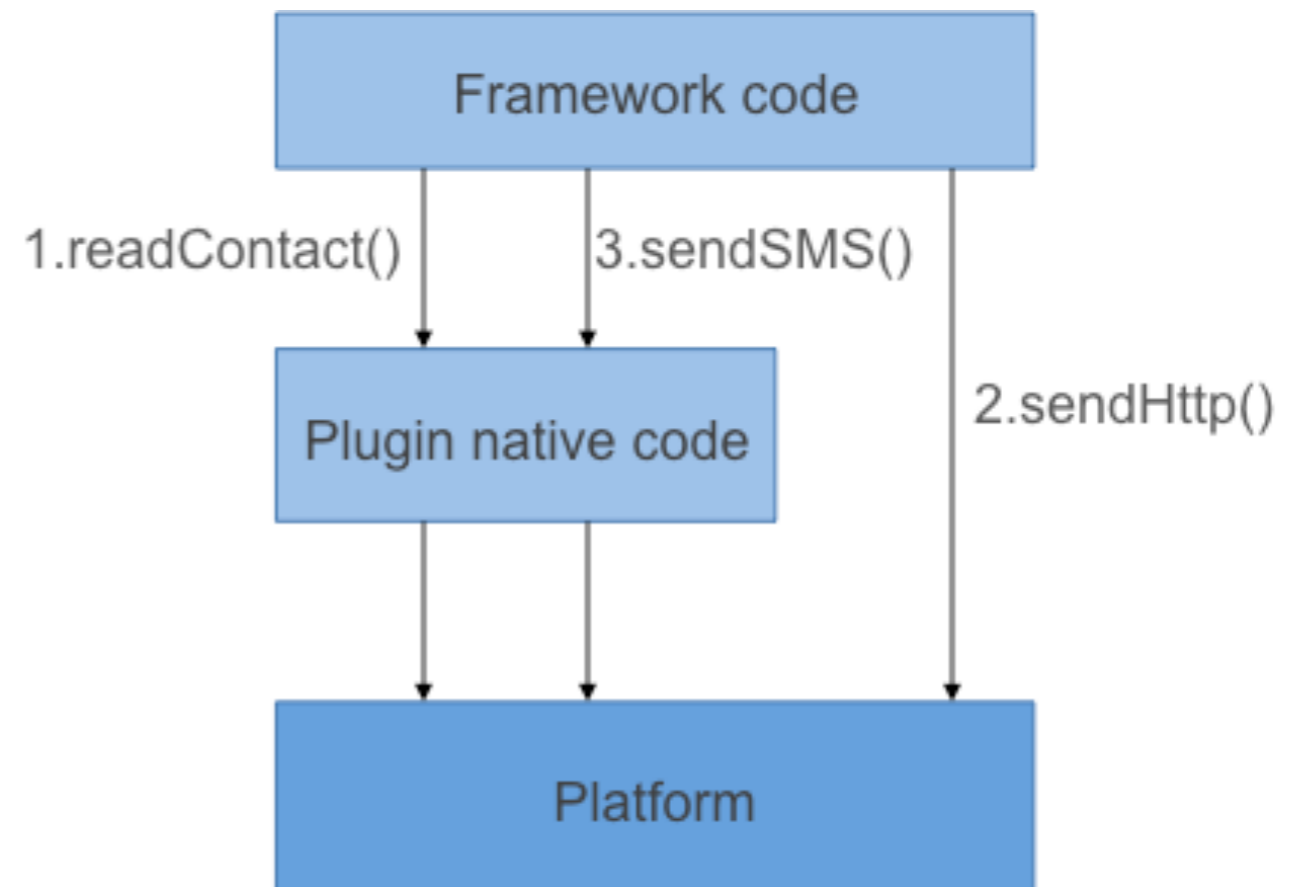 Framework code
1.readContact()
3.sendSMS()
2.sendHttp()
Plugin native code
Platform